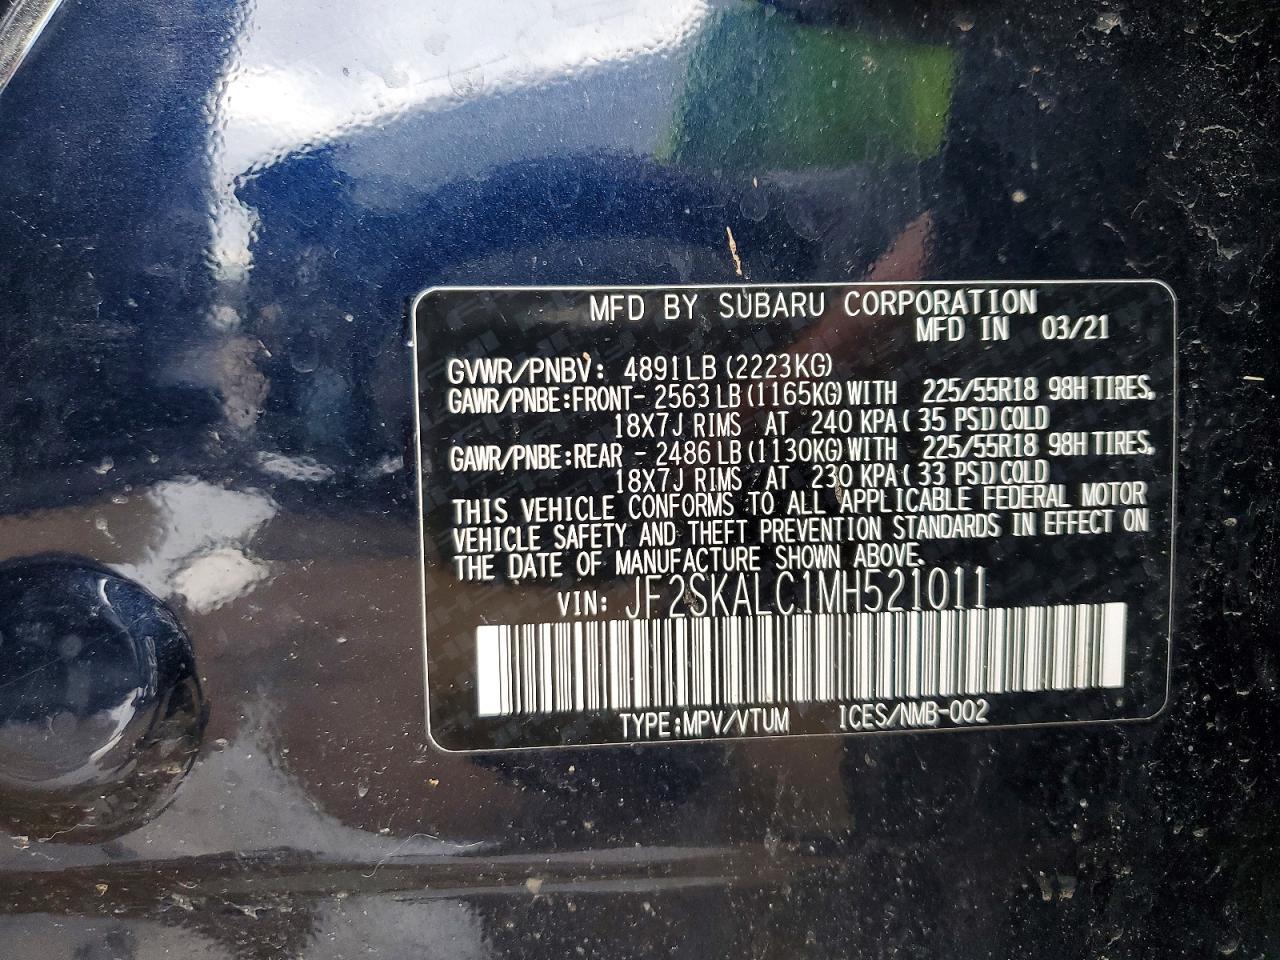 MFD BY SUBARU CORPORATION
MFD IN 03/21
GVWR/PNBV: 4891LB (2223KG)
GAWR/PNBE:FRONT- 2563LB (1165KG) WITH 225/55R18 98H TIRES,
18X7J RIMS AT 240 KPA ( 35 PSI) COLD
GAWR/PNBE:REAR - 2486LB (1130KG) WITH 225/55R18 98H TIRES,
18X7J RIMS AT 230 KPA ( 33 PSI) COLD
THIS VEHICLE CONFORMS TO ALL APPLICABLE FEDERAL MOTOR
VEHICLE SAFETY AND THEFT PREVENTION STANDARDS IN EFFECT ON
THE DATE OF MANUFACTURE SHOWN ABOVE.
VIN: JF2SKALC1MH521011
TYPE:MPV/VTUM ICES/NMB-002